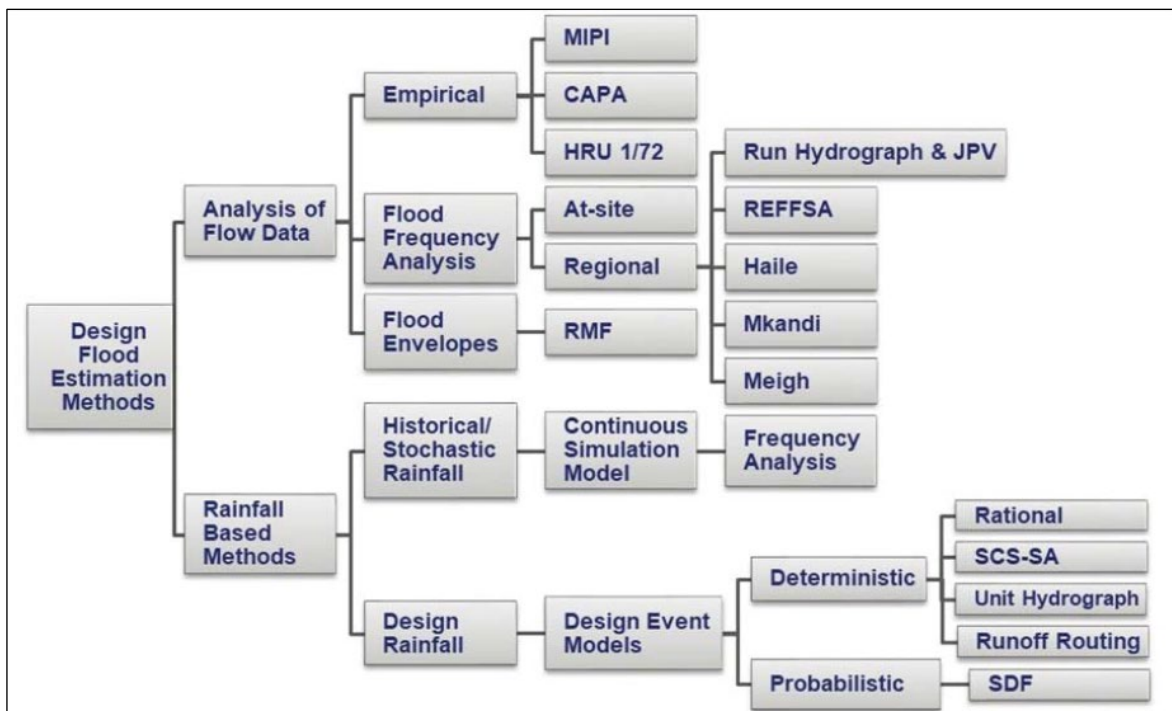 Design
Flood
Estimation
Methods
Analysis of
Flow Data
Empirical
MIPI
CAPA
HRU 1/72
Flood
Frequency
Analysis
At-site
Regional
Run Hydrograph & JPV
REFFSA
Haile
Mkandi
Meigh
Flood
Envelopes
RMF
Rainfall
Based
Methods
Historical/
Stochastic
Rainfall
Continuous
Simulation
Model
Frequency
Analysis
Design
Rainfall
Design Event
Models
Deterministic
Rational
SCS-SA
Unit Hydrograph
Runoff Routing
Probabilistic
SDF